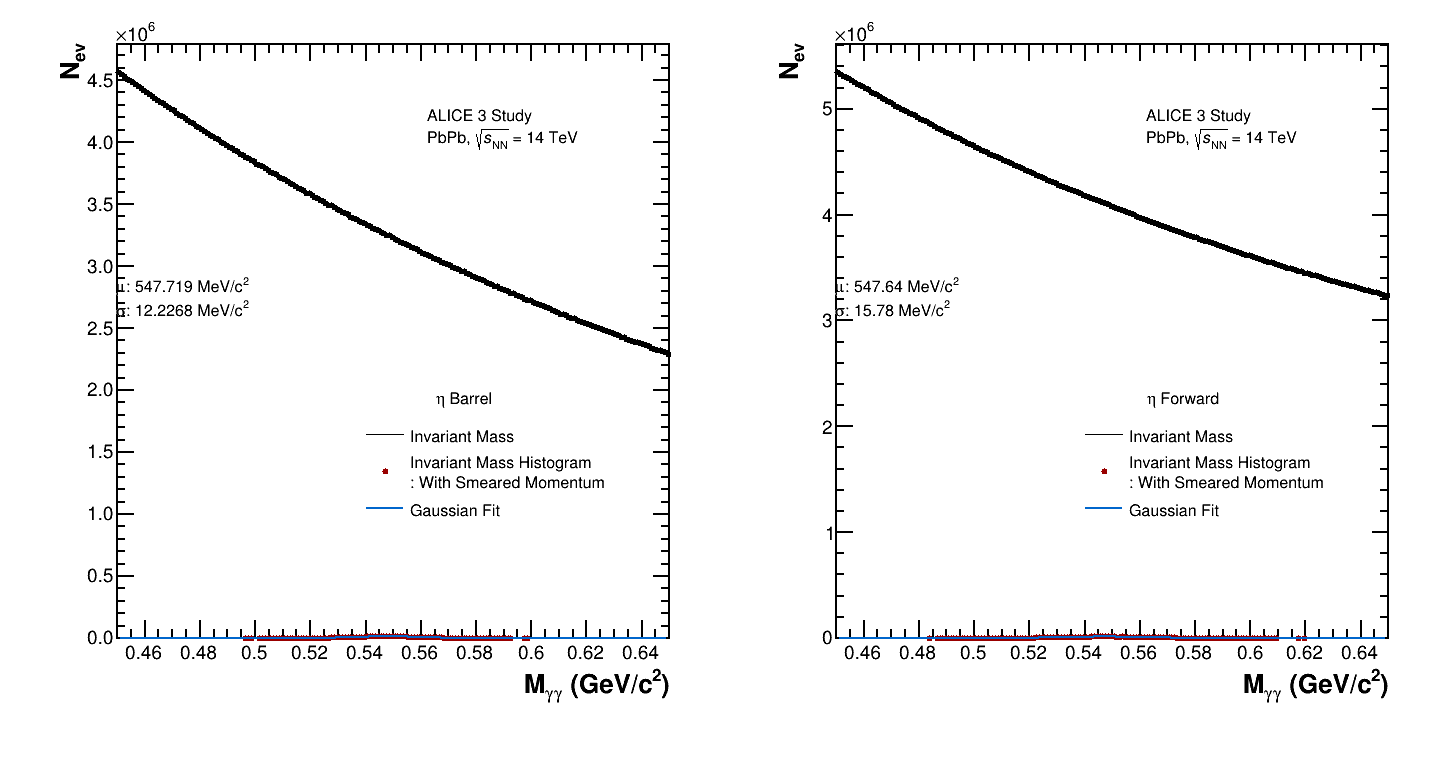 ×10⁶
N_ev
4.5
4.0
3.5
3.0
2.5
2.0
1.5
1.0
0.5
0.0
ALICE 3 Study
PbPb, √s_NN = 14 TeV
μ: 547.719 MeV/c²
σ: 12.2268 MeV/c²
η Barrel
Invariant Mass
Invariant Mass Histogram
: With Smeared Momentum
Gaussian Fit
0.46 0.48 0.5 0.52 0.54 0.56 0.58 0.6 0.62 0.64
M_γγ (GeV/c²)
×10⁶
N_ev
5
4
3
2
1
0
ALICE 3 Study
PbPb, √s_NN = 14 TeV
μ: 547.64 MeV/c²
σ: 15.78 MeV/c²
η Forward
Invariant Mass
Invariant Mass Histogram
: With Smeared Momentum
Gaussian Fit
0.46 0.48 0.5 0.52 0.54 0.56 0.58 0.6 0.62 0.64
M_γγ (GeV/c²)